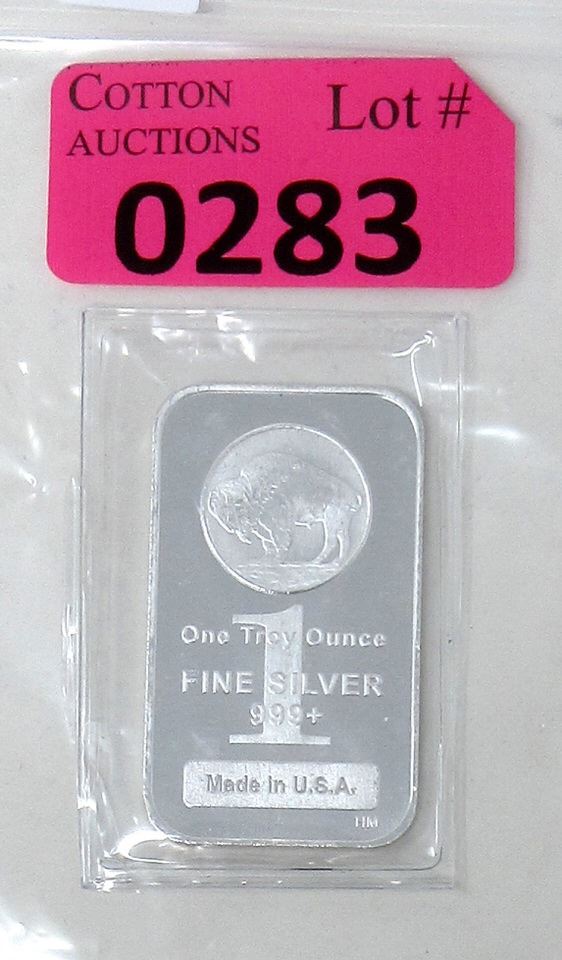 COTTON
AUCTIONS
Lot #
0283
One Troy Ounce
1
FINE SILVER
999+
Made in U.S.A.
HM